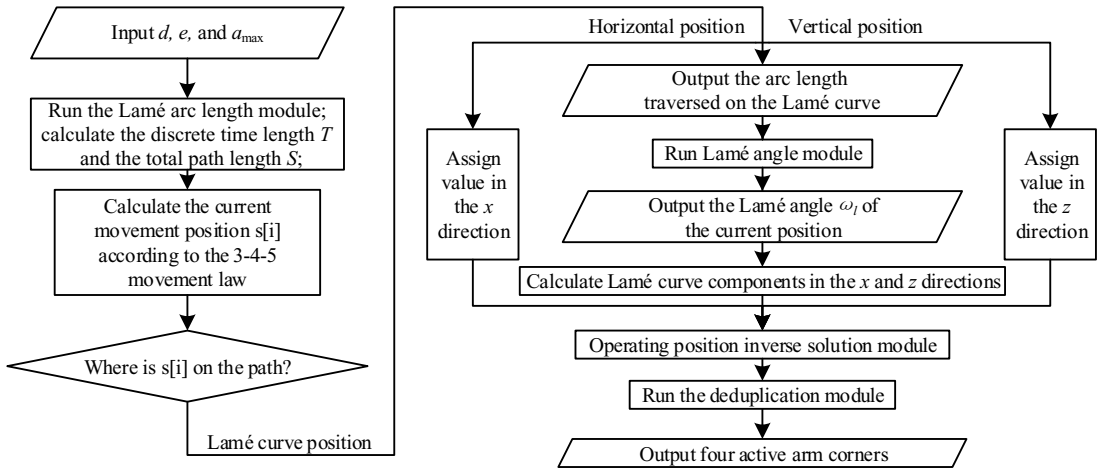 Input d, e, and a_max
Run the Lamé arc length module;
calculate the discrete time length T
and the total path length S;
Calculate the current
movement position s[i]
according to the 3-4-5
movement law
Where is s[i] on the path?
Lamé curve position
Horizontal position
Vertical position
Output the arc length
traversed on the Lamé curve
Run Lamé angle module
Output the Lamé angle ω_l of
the current position
Calculate Lamé curve components in the x and z directions
Assign
value in
the x
direction
Assign
value in
the z
direction
Operating position inverse solution module
Run the deduplication module
Output four active arm corners